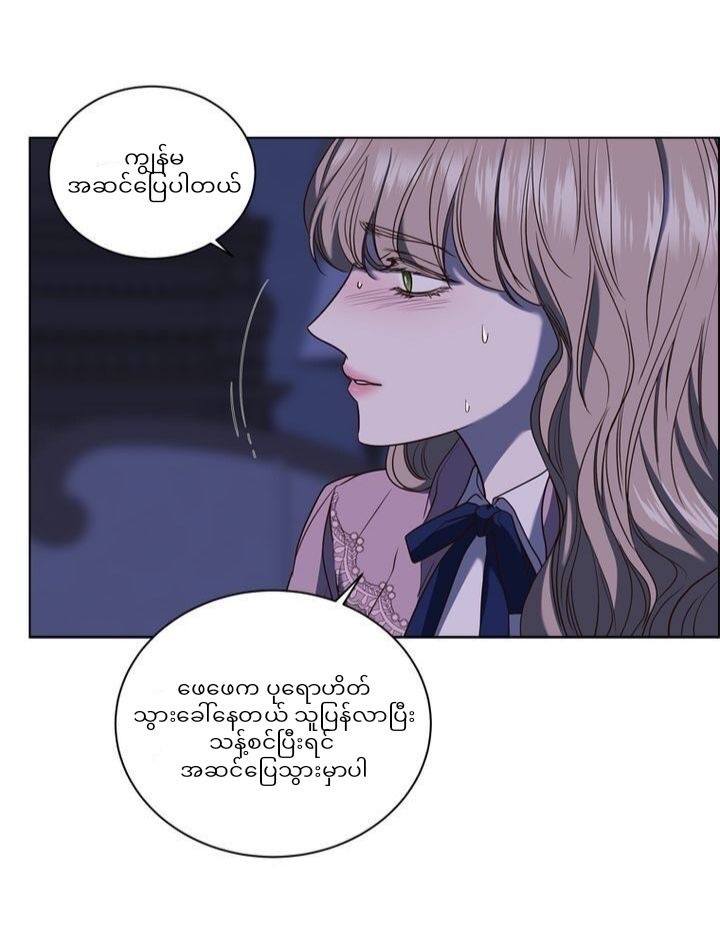 ကျွန်မ
အဆင်ပြေပါတယ်
ဖေဖေက ပုရောဟိတ်
သွားခေါ်နေတယ် သူပြန်လာပြီး
သန့်စင်ပြီးရင်
အဆင်ပြေသွားမှာပါ